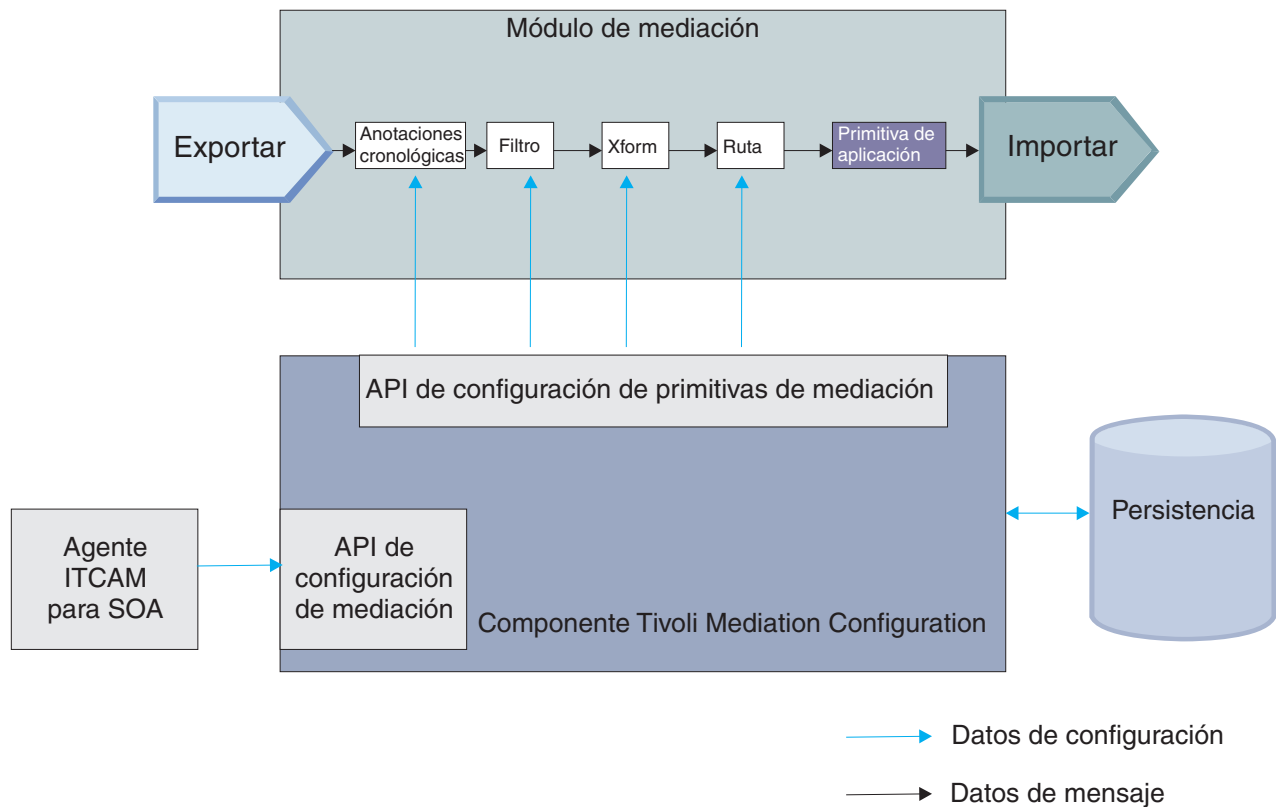 Módulo de mediación
Exportar
Anotaciones
cronológicas
Filtro
Xform
Ruta
Primitiva de
aplicación
Importar
API de configuración de primitivas de mediación
Persistencia
Agente
ITCAM
para SOA
API de
configuración
de mediación
Componente Tivoli Mediation Configuration
Datos de configuración
Datos de mensaje